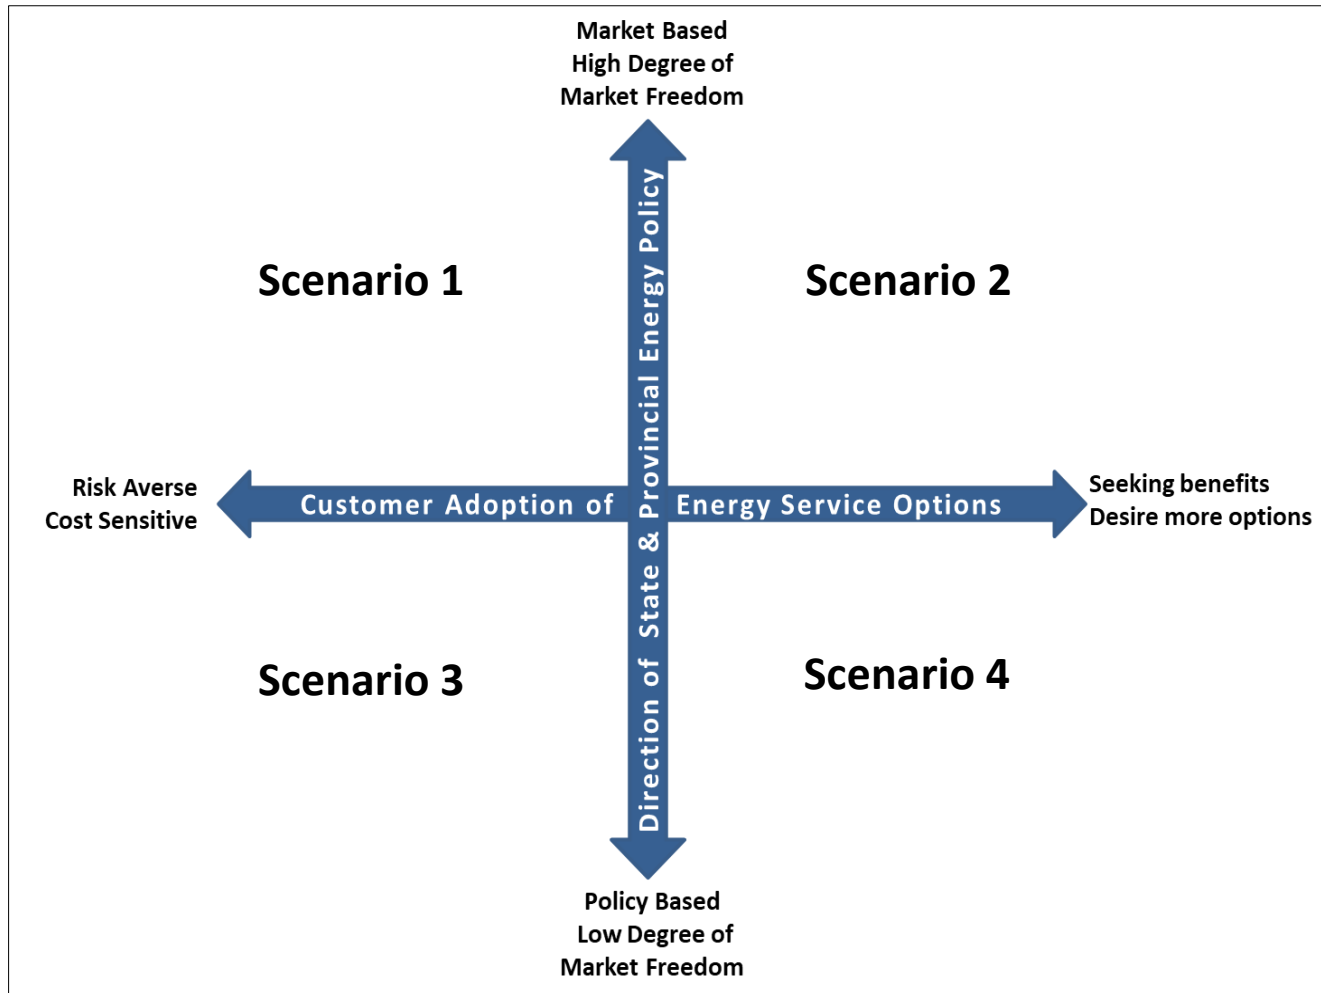 Market Based
High Degree of
Market Freedom
Scenario 1
Scenario 2
Direction of State & Provincial Energy Policy
Risk Averse
Cost Sensitive
Customer Adoption of Energy Service Options
Seeking benefits
Desire more options
Scenario 3
Scenario 4
Policy Based
Low Degree of
Market Freedom